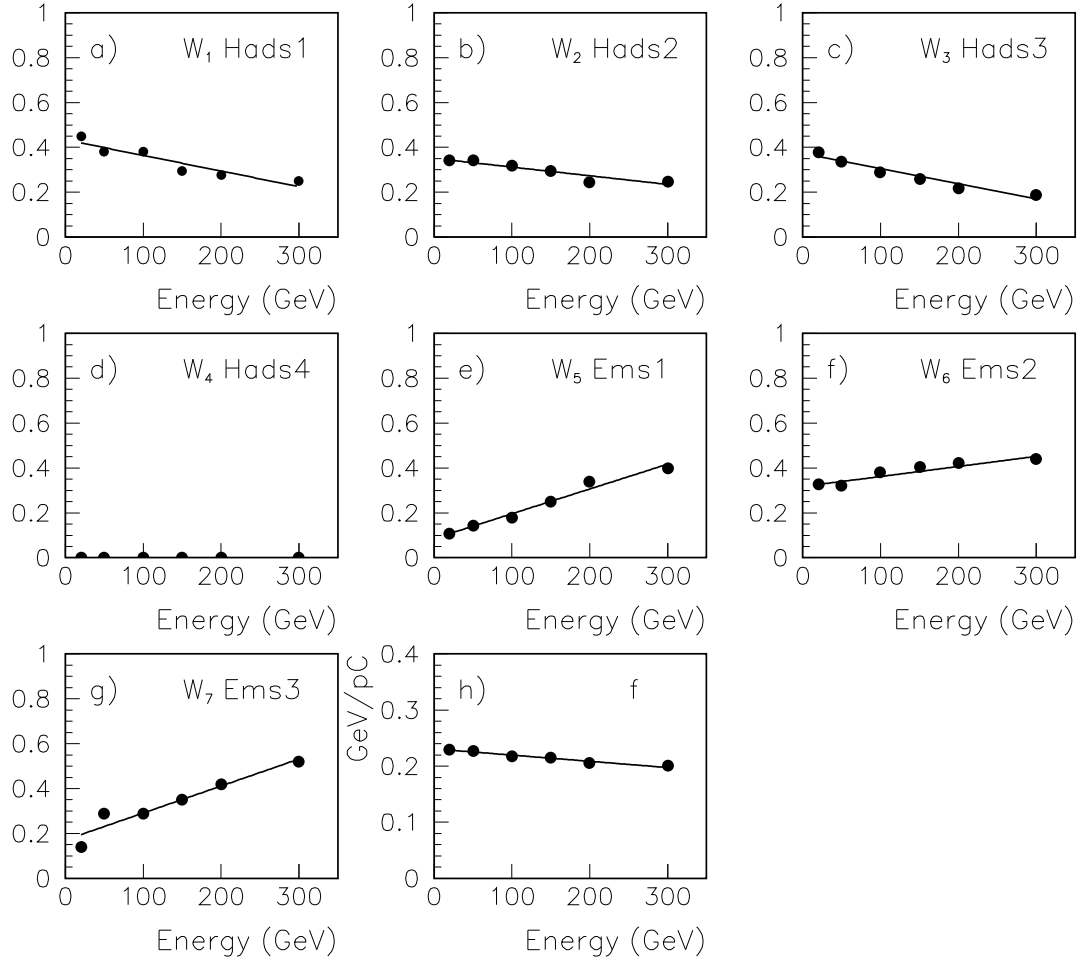 1
0.8
0.6
0.4
0.2
0
a) W₁ Hads1
0 100 200 300
Energy (GeV)
1
0.8
0.6
0.4
0.2
0
b) W₂ Hads2
0 100 200 300
Energy (GeV)
1
0.8
0.6
0.4
0.2
0
c) W₃ Hads3
0 100 200 300
Energy (GeV)
1
0.8
0.6
0.4
0.2
0
d) W₄ Hads4
0 100 200 300
Energy (GeV)
1
0.8
0.6
0.4
0.2
0
e) W₅ Ems1
0 100 200 300
Energy (GeV)
1
0.8
0.6
0.4
0.2
0
f) W₆ Ems2
0 100 200 300
Energy (GeV)
1
0.8
0.6
0.4
0.2
0
g) W₇ Ems3
0 100 200 300
Energy (GeV)
GeV/pC
0.4
0.3
0.2
0.1
0
h) f
0 100 200 300
Energy (GeV)